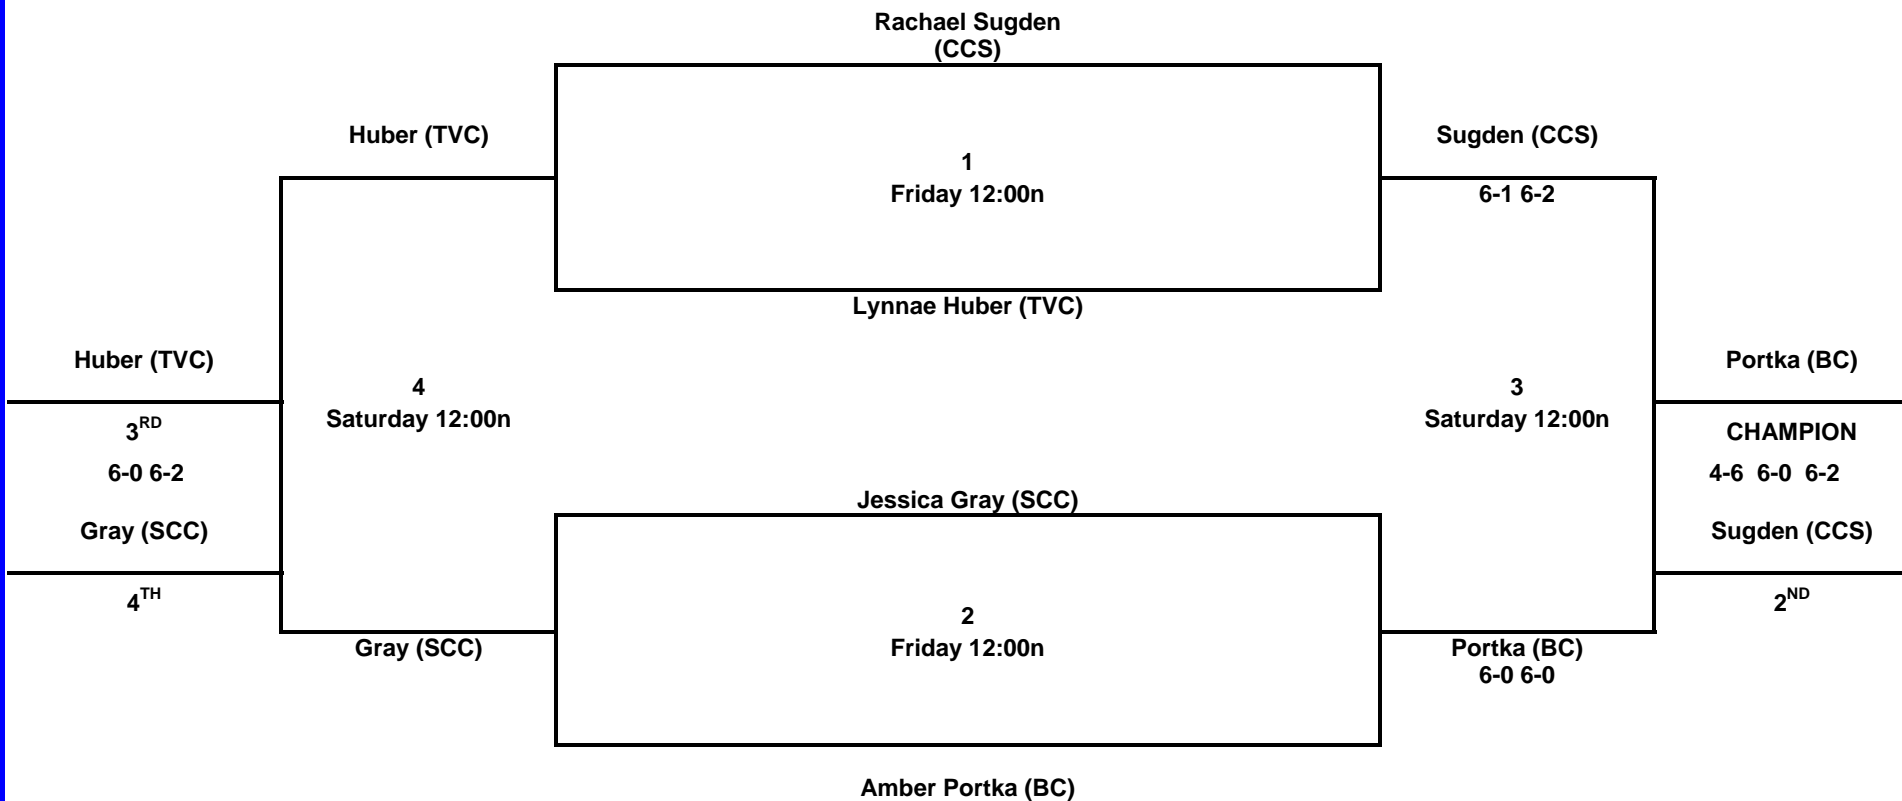 Rachael Sugden
(CCS)
Huber (TVC)
Sugden (CCS)
1
Friday 12:00n
6-1 6-2
Lynnae Huber (TVC)
Huber (TVC)
Portka (BC)
4
Saturday 12:00n
3
Saturday 12:00n
3RD
6-0 6-2
CHAMPION
4-6 6-0 6-2
Jessica Gray (SCC)
Gray (SCC)
Sugden (CCS)
4TH
2ND
2
Friday 12:00n
Gray (SCC)
Portka (BC)
6-0 6-0
Amber Portka (BC)